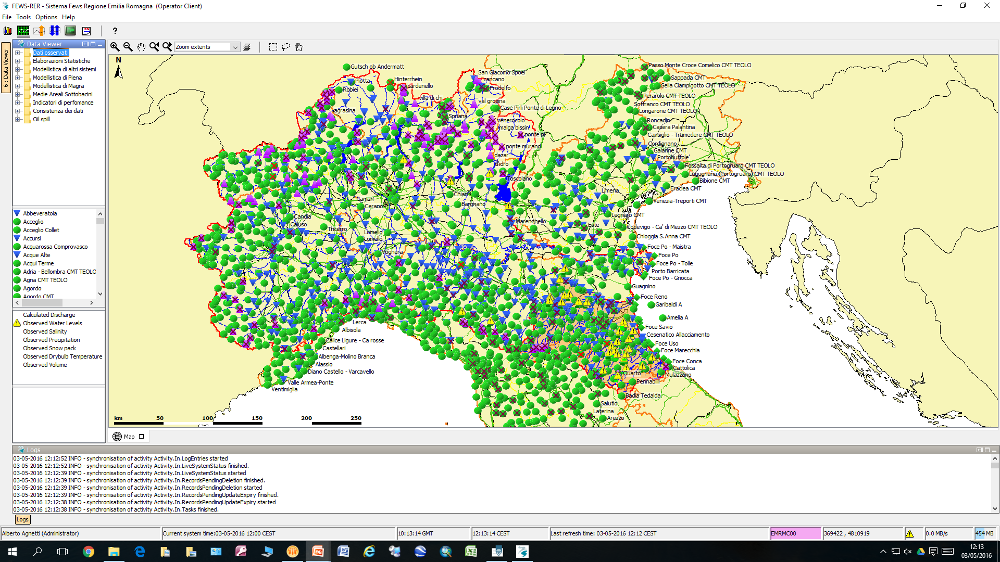 FEWS-RER - Sistema Fews Regione Emilia Romagna (Operator Client)
File Tools Options Help
?
6 : Data Viewer
Data Viewer
Dati osservati
Elaborazioni Statistiche
Modellistica di altri sistemi
Modellistica di Piena
Modellistica di Magra
Medie Areali Sottobacini
Indicatori di perfomance
Consistenza dei dati
Oil spill
Abbeveratoia
Acceglio
Acceglio Collet
Accursi
Acquarossa Comprovasco
Acque Alte
Acqui Terme
Adria - Bellombra CMT TEOLO
Agna CMT TEOLO
Agordo
Agordo CMT
Calculated Discharge
Observed Water Levels
Observed Salinity
Observed Precipitation
Observed Snow pack
Observed Drybulb Temperature
Observed Volume
Zoom extents
N
Gutsch ob Andermatt
Piotta
Robiei
Hinterrhein
cardenello
villa di chi
San Giacomo Spoel
cancano
Frodolfo
val grosina
Case Pirli Ponte di Legno
Spriana
venerocolo
malga bissin
ponte pi
ponte murand
dazar
d'idro
Toscolano
Passo Monte Croce Comelico CMT TEOLO
Sappada CMT
Sella Ciampigotto CMT TEOLO
Perarolo CMT TEOLO
Soffranco CMT TEOLO
Longarone CMT TEOLO
Roncadin
Casera Palantina
Cansiglio - Tramedere CMT TEOLO
Cordignano
Gaiarine CMT
Portobuffole'
Fossalta di Portogruaro CMT TEOLO
Lugugnana (Portogruaro) CMT TEOLO
Bibione CMT
Eraclea CMT
Limena
Venezia-Treporti CMT
Chiari
Bargnano
Cameri
Cerano
Candia
Caluso
Tricerro
Lomello
Lomello
Voghera
Marenghello
Este
Legnaro CMT
Codevigo - Ca' di Mezzo CMT TEOLO
Chioggia S.Anna CMT
Foce Po - Maistra
Foce Po
Foce Po - Tolle
Porto Barricata
Foce Po - Gnocca
Guagnino
Foce Reno
Garibaldi A
Amelia A
Foce Savio
Cesenatico Allacciamento
Foce Uso
Foce Marecchia
Foce Conca
Cattolica
Mulazzano
Quarto
Pennabilli
Badia Tedalda
Salutio
Laterina
Arezzo
Lerca
Albisola
Calice Ligure - Ca rosse
Castellari
Albenga-Molino Branca
Alassio
Diano Castello - Varcavello
Valle Armea-Ponte
Ventimiglia
km 50 100 150 200 250
Map
Logs
03-05-2016 12:12:52 INFO - synchronisation of activity Activity.In.LogEntries started
03-05-2016 12:12:52 INFO - synchronisation of activity Activity.In.LiveSystemStatus finished.
03-05-2016 12:12:39 INFO - synchronisation of activity Activity.In.LiveSystemStatus started
03-05-2016 12:12:39 INFO - synchronisation of activity Activity.In.RecordsPendingDeletion finished.
03-05-2016 12:12:39 INFO - synchronisation of activity Activity.In.RecordsPendingDeletion started
03-05-2016 12:12:39 INFO - synchronisation of activity Activity.In.RecordsPendingUpdateExpiry finished.
03-05-2016 12:12:38 INFO - synchronisation of activity Activity.In.RecordsPendingUpdateExpiry started
03-05-2016 12:12:38 INFO - synchronisation of activity Activity.In.Tasks finished.
Logs
Alberto Agnetti (Administrator)
Current system time:03-05-2016 12:00 CEST
10:13:14 GMT
12:13:14 CEST
Last refresh time: 03-05-2016 12:12 CEST
EMRMC00
369422 , 4810919
0.0 MB/s
454 MB
12:13
03/05/2016